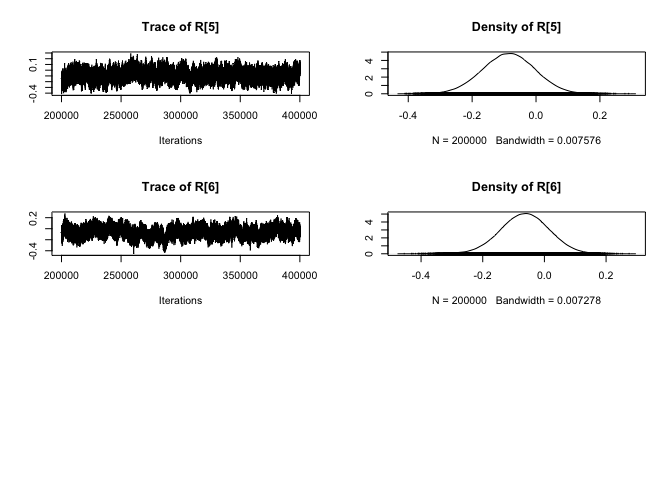 Trace of R[5]
0.1
-0.4
200000 250000 300000 350000 400000
Iterations
Density of R[5]
4
2
0
-0.4 -0.2 0.0 0.2
N = 200000 Bandwidth = 0.007576
Trace of R[6]
0.2
-0.4
200000 250000 300000 350000 400000
Iterations
Density of R[6]
4
2
0
-0.4 -0.2 0.0 0.2
N = 200000 Bandwidth = 0.007278